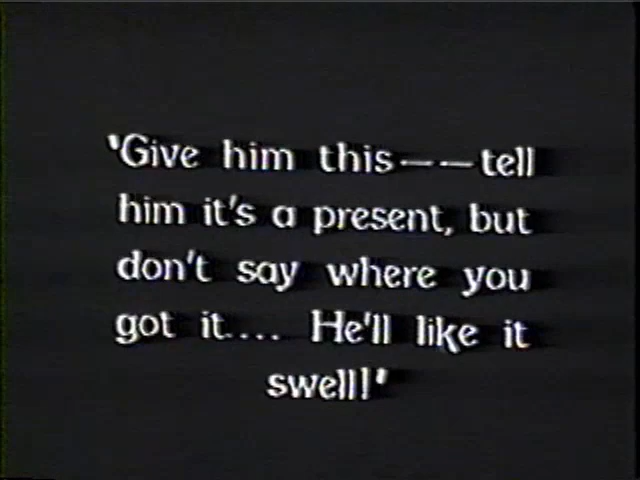 'Give him this——tell
him it's a present, but
don't say where you
got it.... He'll like it
swell!'